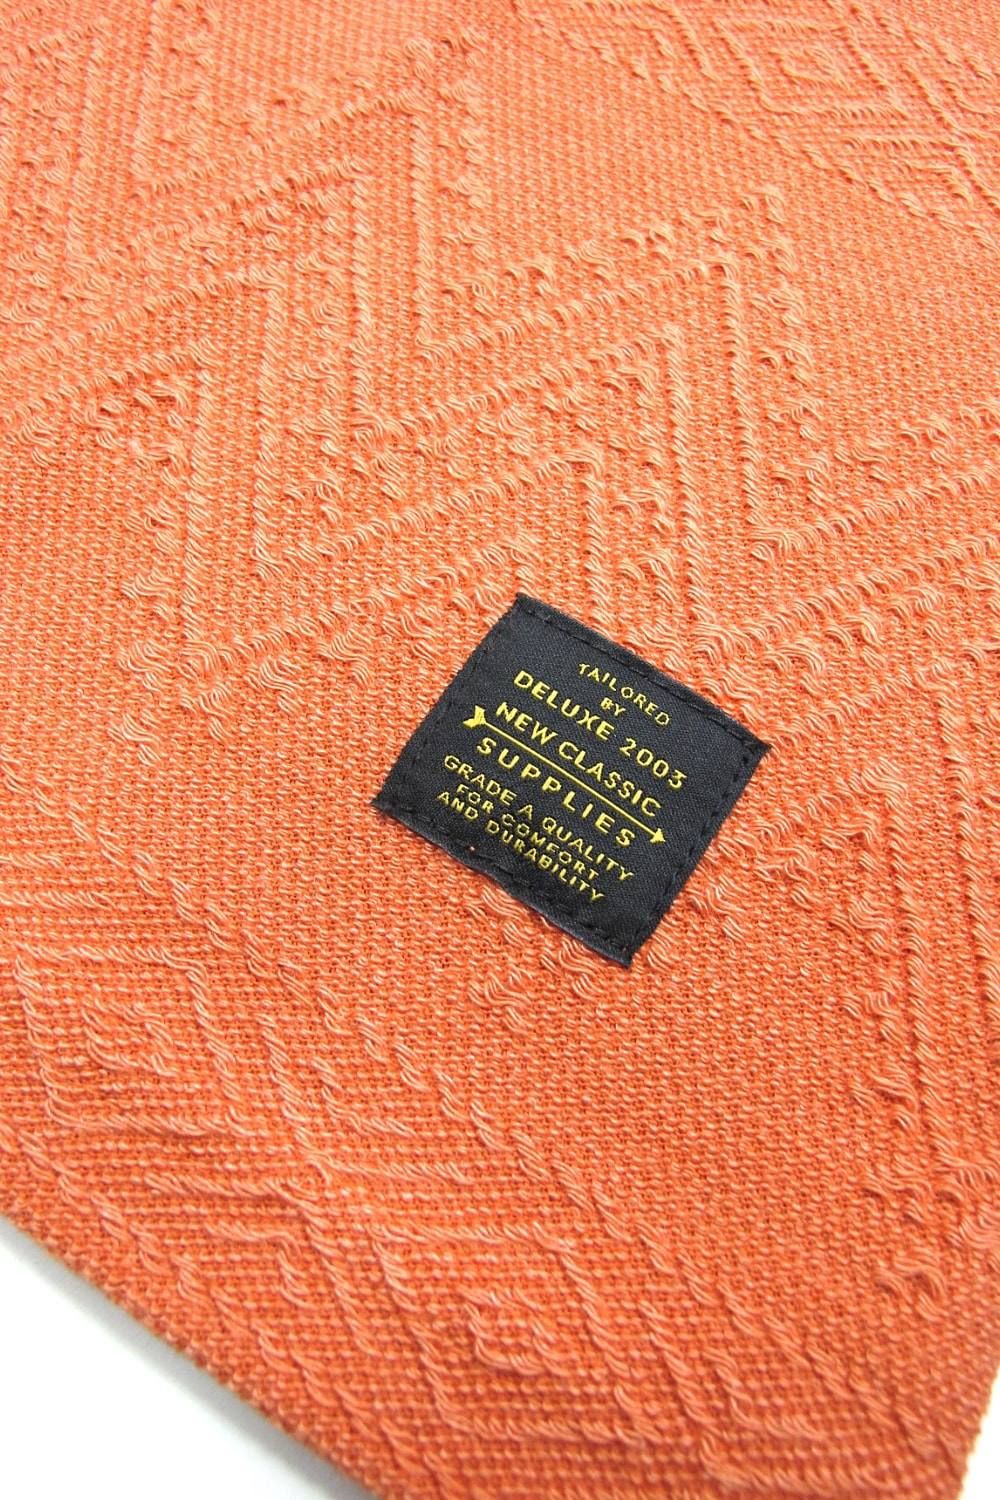 TAILORED
BY
DELUXE 2003
NEW CLASSIC
SUPPLIES
GRADE A QUALITY
FOR COMFORT
AND DURABILITY